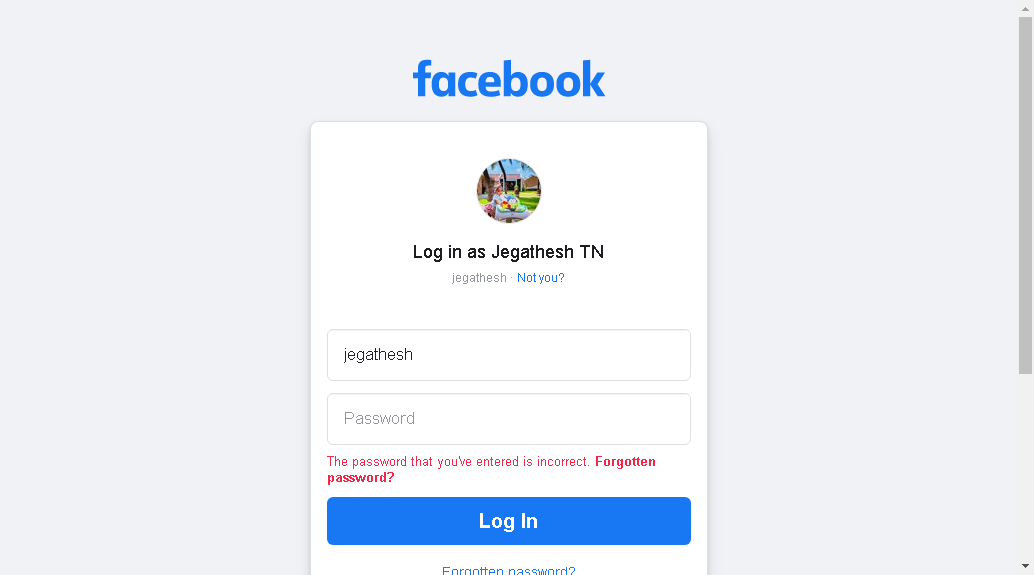 facebook
Log in as Jegathesh TN
jegathesh · Not you?
jegathesh
Password
The password that you've entered is incorrect. Forgotten
password?
Log In
Forgotten password?